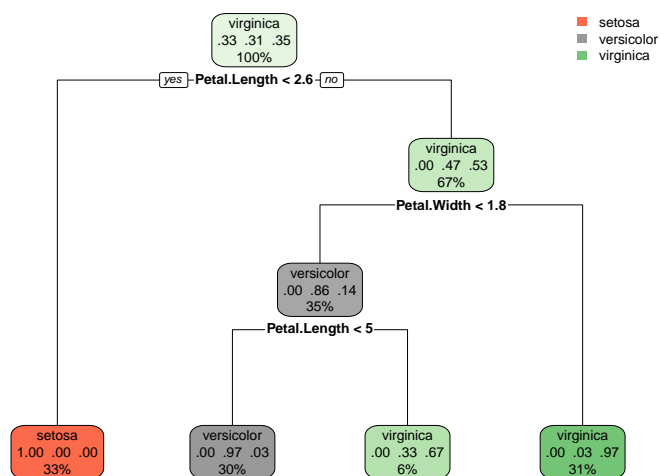 virginica
.33 .31 .35
100%
setosa
versicolor
virginica
yes Petal.Length < 2.6 no
virginica
.00 .47 .53
67%
Petal.Width < 1.8
versicolor
.00 .86 .14
35%
Petal.Length < 5
setosa
1.00 .00 .00
33%
versicolor
.00 .97 .03
30%
virginica
.00 .33 .67
6%
virginica
.00 .03 .97
31%